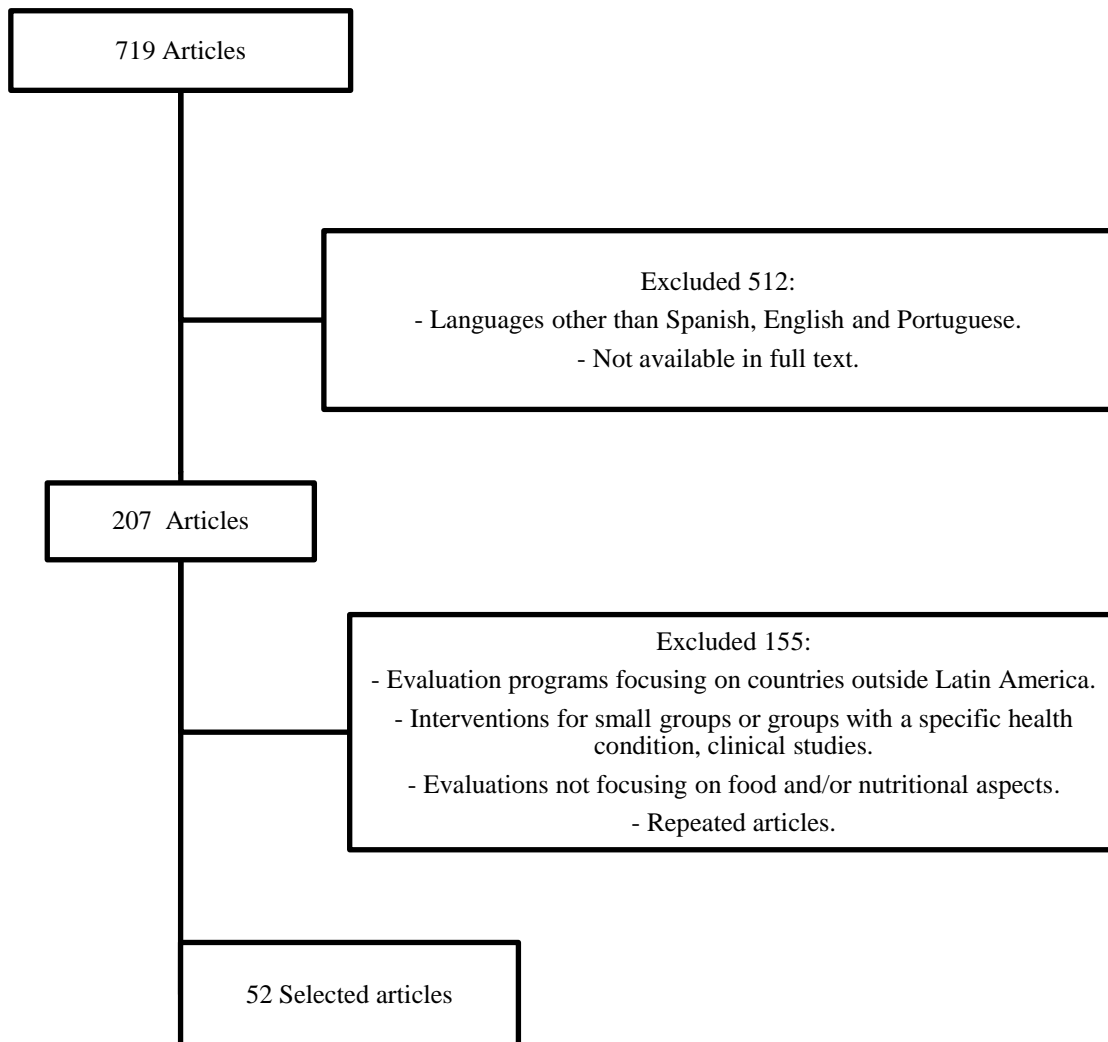 719 Articles
Excluded 512:
- Languages other than Spanish, English and Portuguese.
- Not available in full text.
207 Articles
Excluded 155:
- Evaluation programs focusing on countries outside Latin America.
- Interventions for small groups or groups with a specific health
condition, clinical studies.
- Evaluations not focusing on food and/or nutritional aspects.
- Repeated articles.
52 Selected articles